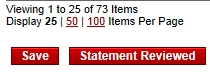 Viewing 1 to 25 of 73 Items
Display 25 | 50 | 100 Items Per Page
Save Statement Reviewed